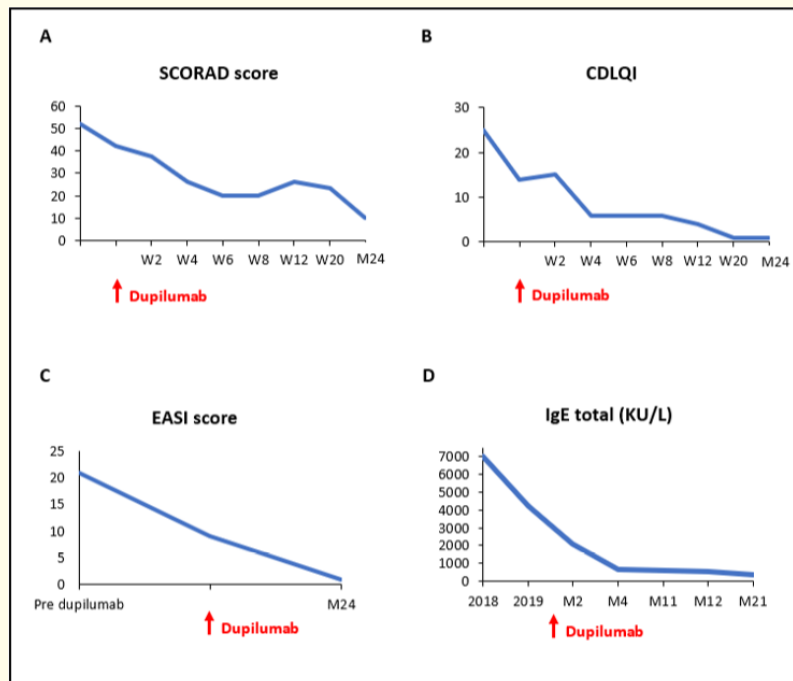 A
SCORAD score
60
50
40
30
20
10
0
W2 W4 W6 W8 W12 W20 M24
Dupilumab
B
CDLQI
30
20
10
0
W2 W4 W6 W8 W12 W20 M24
Dupilumab
C
EASI score
25
20
15
10
5
0
Pre dupilumab M24
Dupilumab
D
IgE total (KU/L)
7000
6000
5000
4000
3000
2000
1000
0
2018 2019 M2 M4 M11 M12 M21
Dupilumab